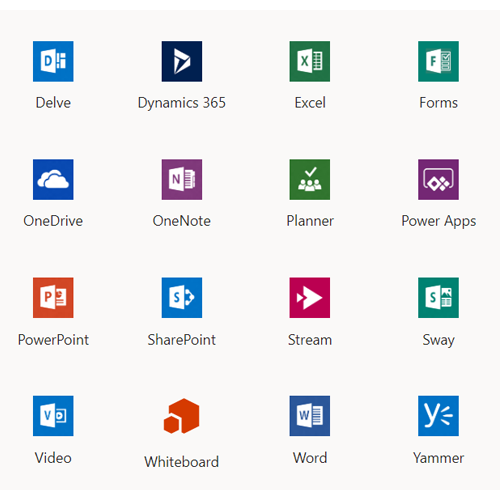 Delve
Dynamics 365
Excel
Forms
OneDrive
OneNote
Planner
Power Apps
PowerPoint
SharePoint
Stream
Sway
Video
Whiteboard
Word
Yammer